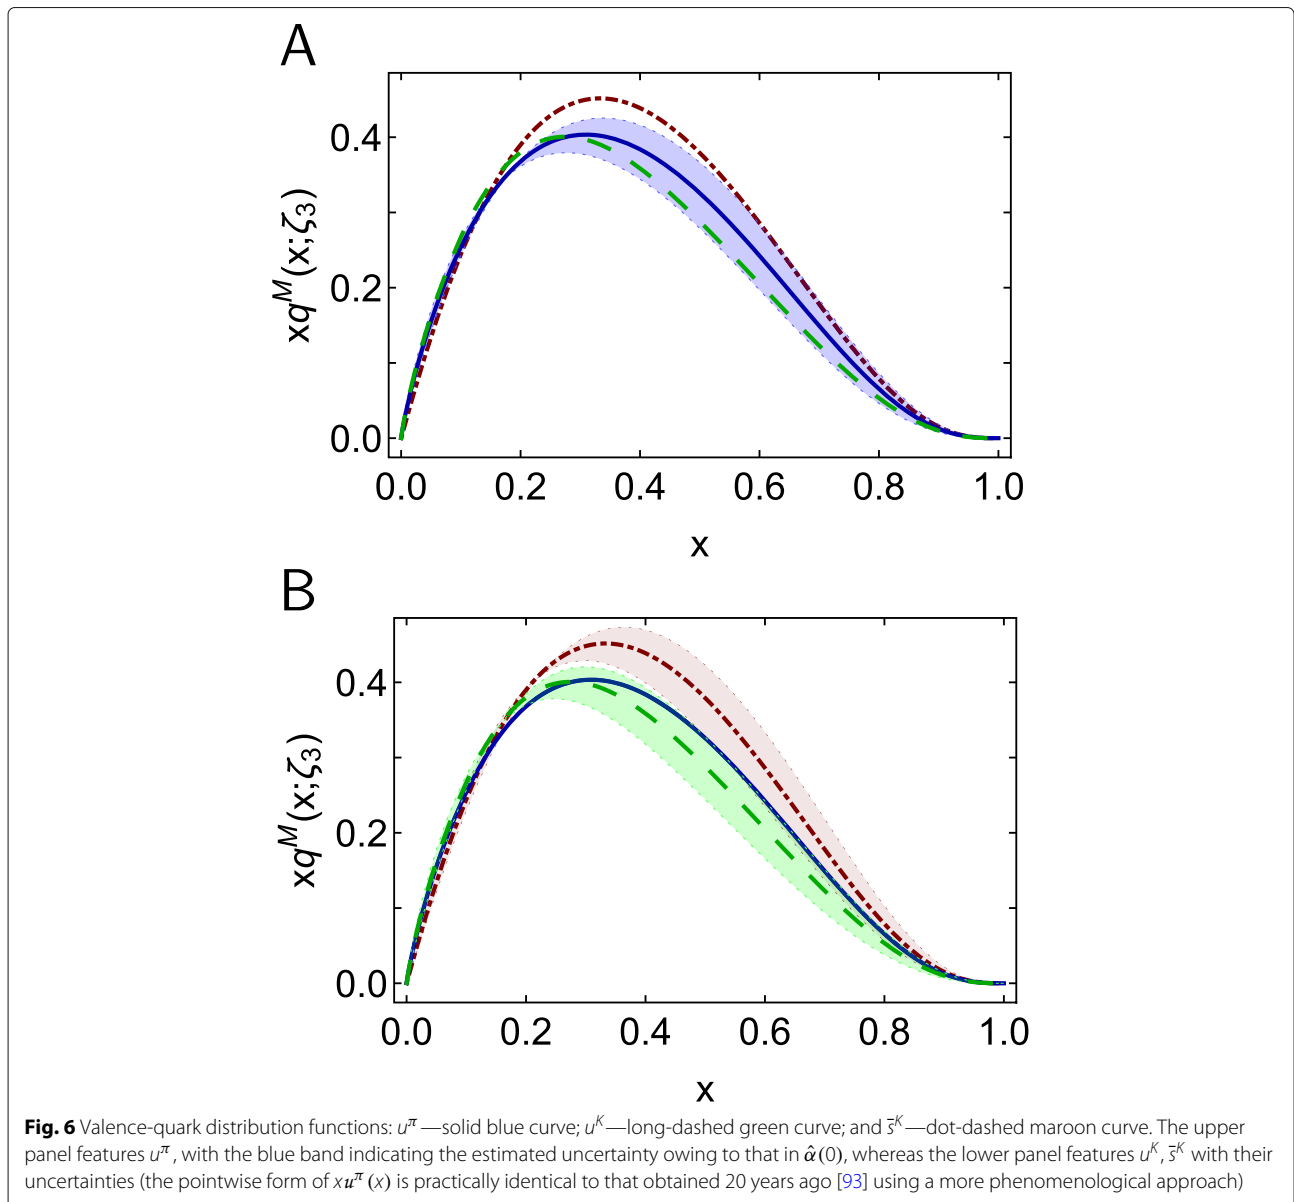 A
xq^M(x;ζ₃)
0.4
0.2
0.0
0.0 0.2 0.4 0.6 0.8 1.0
x
B
xq^M(x;ζ₃)
0.4
0.2
0.0
0.0 0.2 0.4 0.6 0.8 1.0
x
Fig. 6 Valence-quark distribution functions: u^π—solid blue curve; u^K—long-dashed green curve; and s̄^K—dot-dashed maroon curve. The upper
panel features u^π, with the blue band indicating the estimated uncertainty owing to that in α̂(0), whereas the lower panel features u^K, s̄^K with their
uncertainties (the pointwise form of xu^π(x) is practically identical to that obtained 20 years ago [93] using a more phenomenological approach)